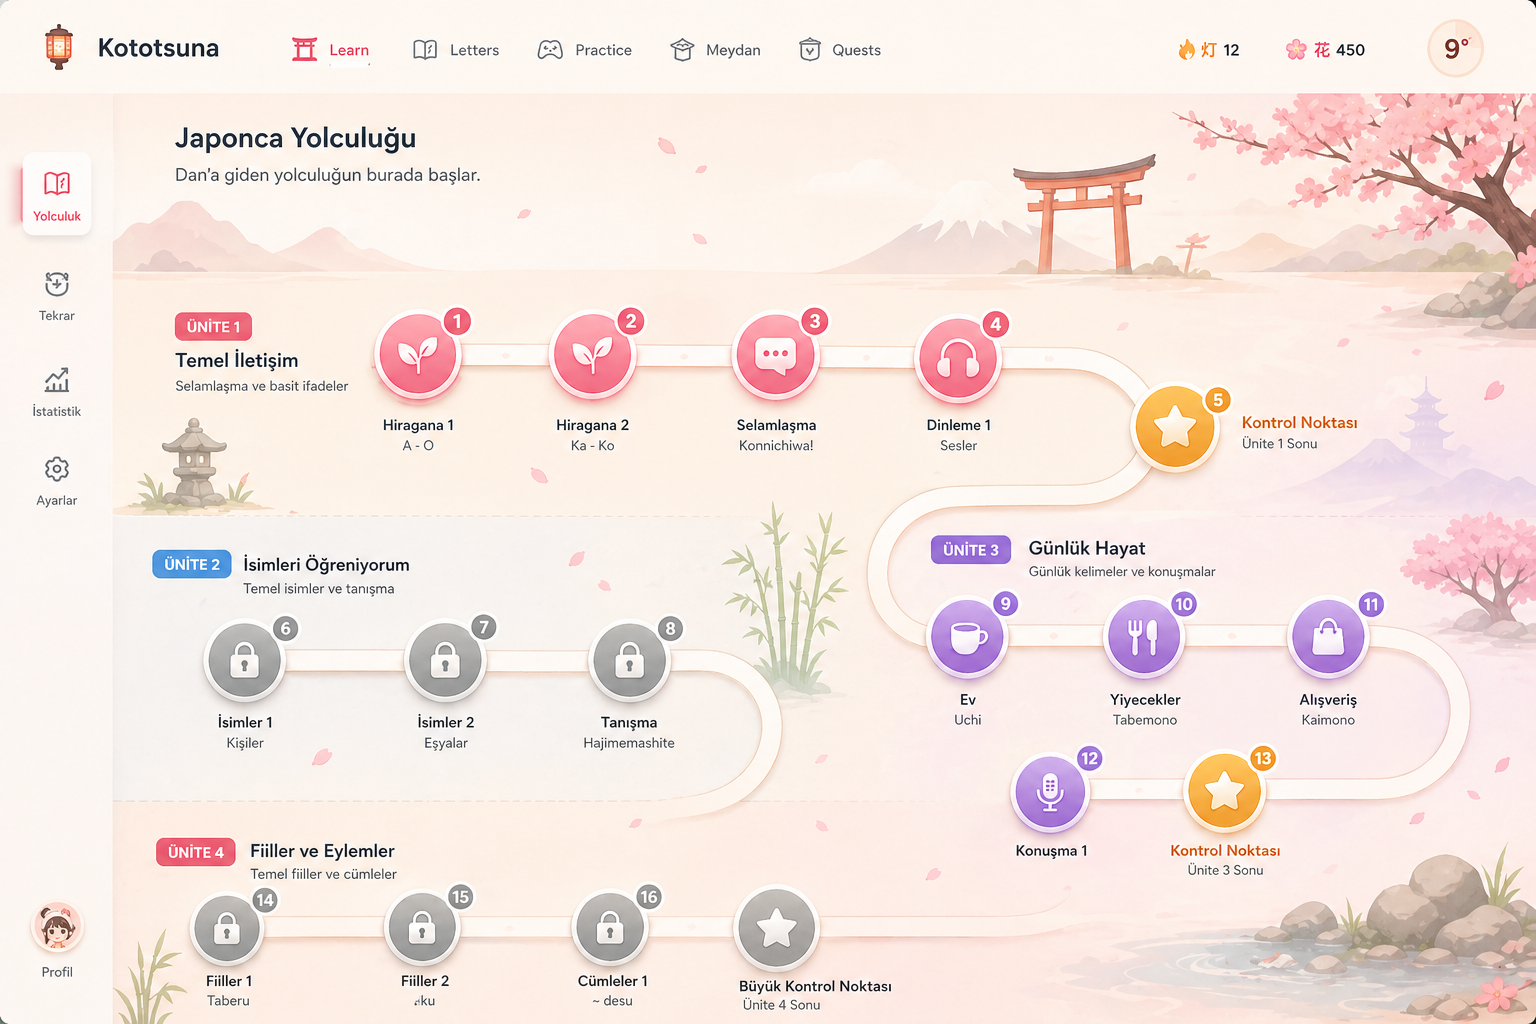 Kototsuna
Learn
Letters
Practice
Meydan
Quests
灯 12
花 450
9°
Japonca Yolculuğu
Dan'a giden yolculuğun burada başlar.
Yolculuk
Tekrar
İstatistik
Ayarlar
Profil
ÜNİTE 1
Temel İletişim
Selamlaşma ve basit ifadeler
1
Hiragana 1
A - O
2
Hiragana 2
Ka - Ko
3
Selamlaşma
Konnichiwa!
4
Dinleme 1
Sesler
5
Kontrol Noktası
Ünite 1 Sonu
ÜNİTE 2
İsimleri Öğreniyorum
Temel isimler ve tanışma
6
İsimler 1
Kişiler
7
İsimler 2
Eşyalar
8
Tanışma
Hajimemashite
ÜNİTE 3
Günlük Hayat
Günlük kelimeler ve konuşmalar
9
Ev
Uchi
10
Yiyecekler
Tabemono
11
Alışveriş
Kaimono
12
Konuşma 1
13
Kontrol Noktası
Ünite 3 Sonu
ÜNİTE 4
Fiiller ve Eylemler
Temel fiiller ve cümleler
14
Fiiller 1
Taberu
15
Fiiller 2
16
Cümleler 1
~ desu
Büyük Kontrol Noktası
Ünite 4 Sonu